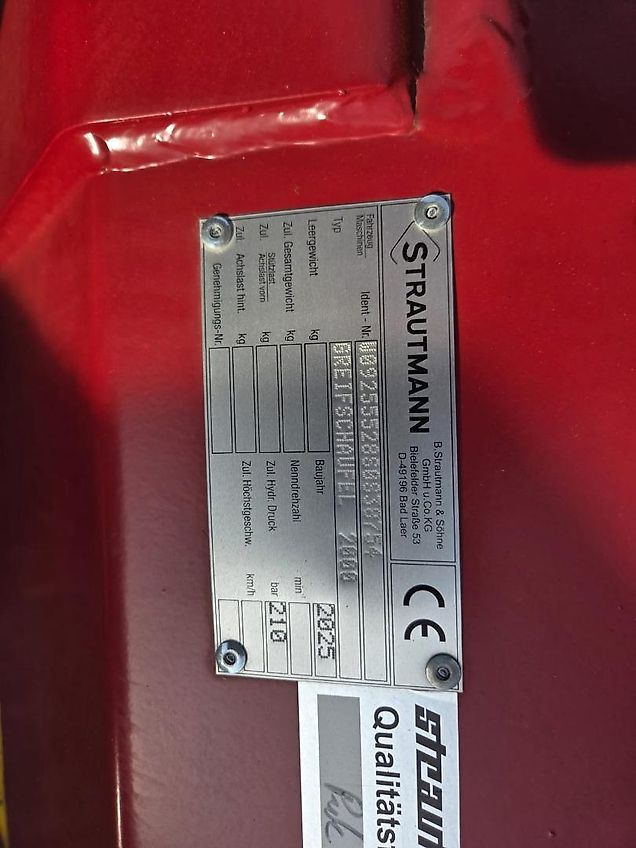 STRAUTMANN
B.Strautmann & Söhne
GmbH u Co.KG
Bielefelder Straße 53
D-49196 Bad Laer
CE
Fahrzeug
Maschinen
Ident - Nr.
Typ GREIFSCHAUFEL 2000
Leergewicht kg
Baujahr 2025
Zul. Gesamtgewicht kg
Nenndrehzahl min⁻¹
Zul. Stützlast
Achslast vorn kg
Zul. Hydr. Druck bar 210
Zul. Achslast hint. kg
Zul. Höchstgeschw. km/h
Genehmigungs-Nr.